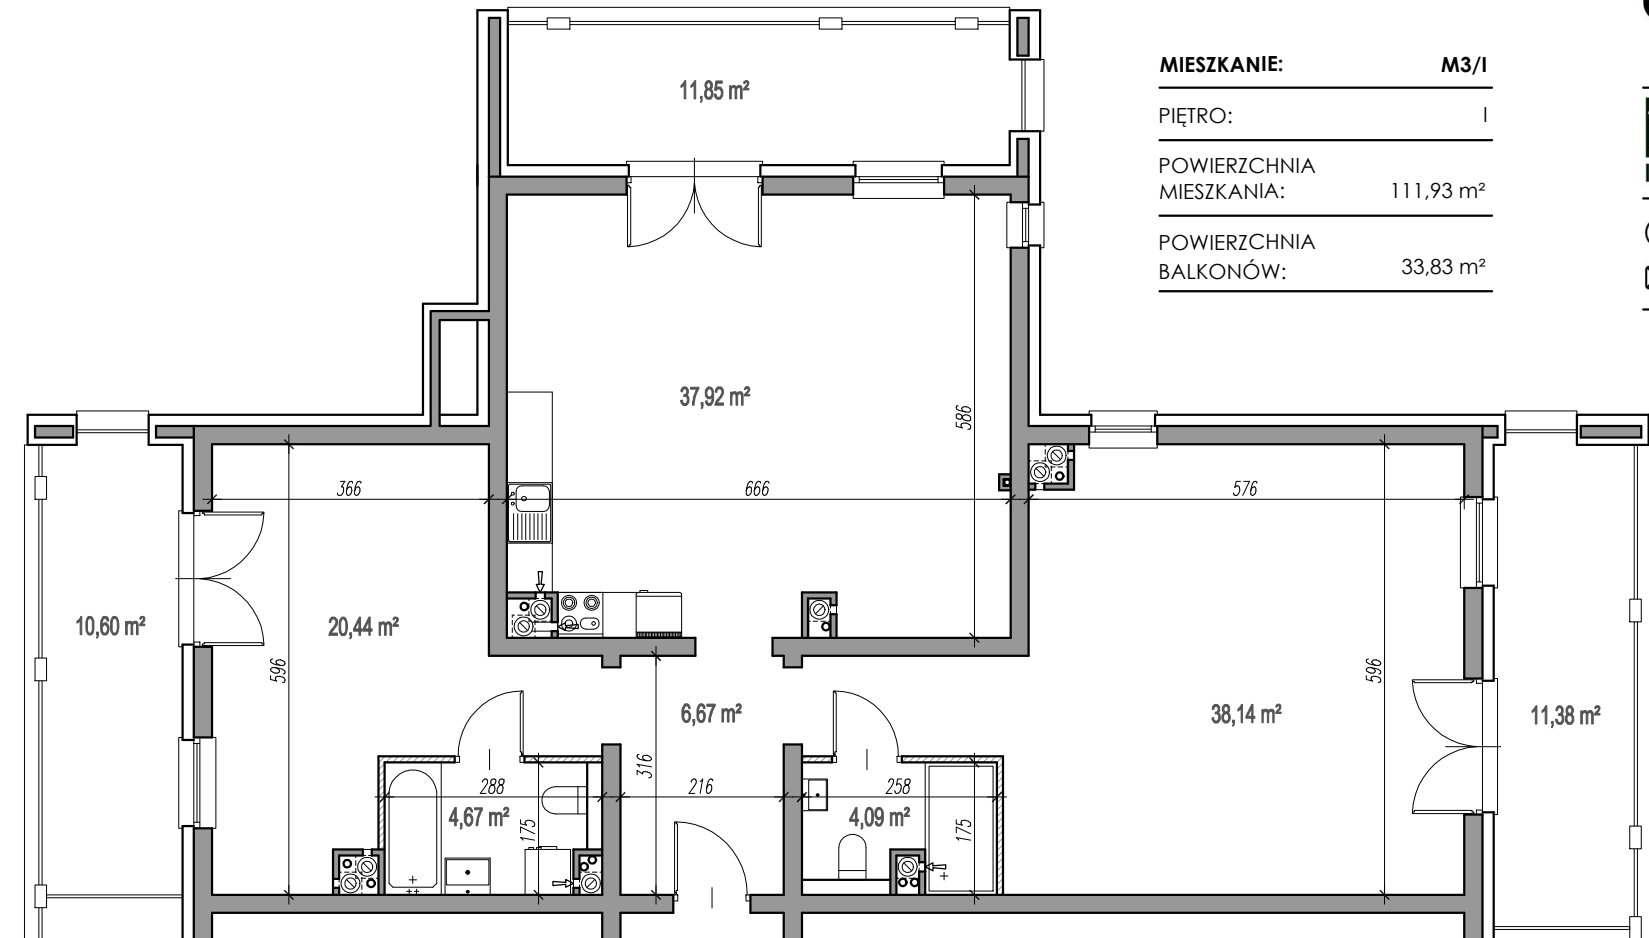 11,85 m²
MIESZKANIE: M3/I
PIĘTRO: I
POWIERZCHNIA
MIESZKANIA: 111,93 m²
POWIERZCHNIA
BALKONÓW: 33,83 m²
37,92 m²
586
366
666
576
10,60 m²
20,44 m²
596
596
6,67 m²
38,14 m²
11,38 m²
316
288
216
258
4,67 m²
175
4,09 m²
175